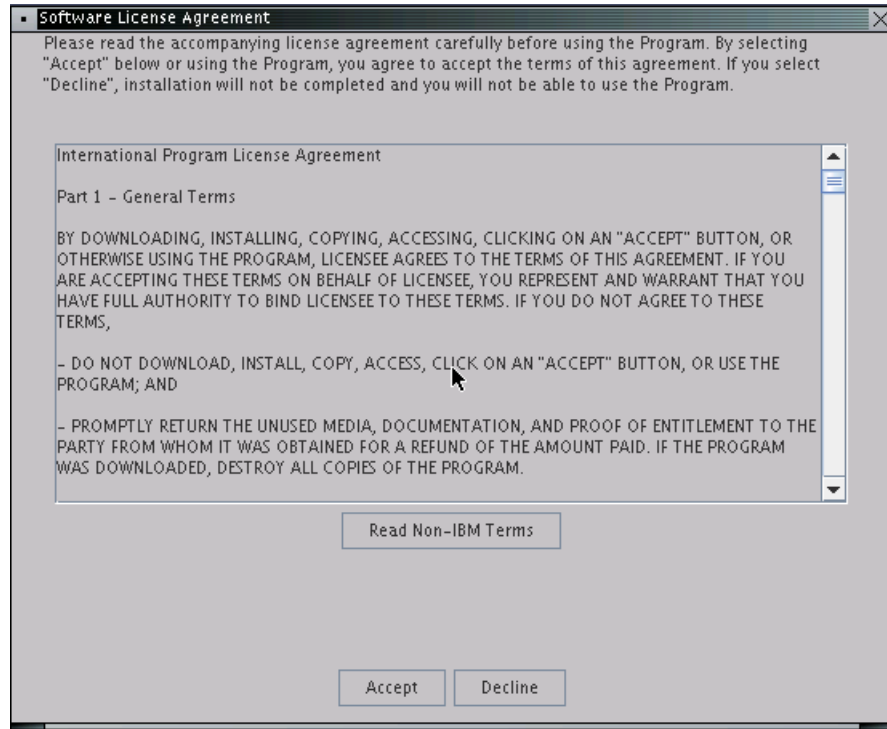 Software License Agreement
Please read the accompanying license agreement carefully before using the Program. By selecting
"Accept" below or using the Program, you agree to accept the terms of this agreement. If you select
"Decline", installation will not be completed and you will not be able to use the Program.
International Program License Agreement
Part 1 – General Terms
BY DOWNLOADING, INSTALLING, COPYING, ACCESSING, CLICKING ON AN "ACCEPT" BUTTON, OR
OTHERWISE USING THE PROGRAM, LICENSEE AGREES TO THE TERMS OF THIS AGREEMENT. IF YOU
ARE ACCEPTING THESE TERMS ON BEHALF OF LICENSEE, YOU REPRESENT AND WARRANT THAT YOU
HAVE FULL AUTHORITY TO BIND LICENSEE TO THESE TERMS. IF YOU DO NOT AGREE TO THESE
TERMS,
– DO NOT DOWNLOAD, INSTALL, COPY, ACCESS, CLICK ON AN "ACCEPT" BUTTON, OR USE THE
PROGRAM; AND
– PROMPTLY RETURN THE UNUSED MEDIA, DOCUMENTATION, AND PROOF OF ENTITLEMENT TO THE
PARTY FROM WHOM IT WAS OBTAINED FOR A REFUND OF THE AMOUNT PAID. IF THE PROGRAM
WAS DOWNLOADED, DESTROY ALL COPIES OF THE PROGRAM.
Read Non–IBM Terms
Accept
Decline